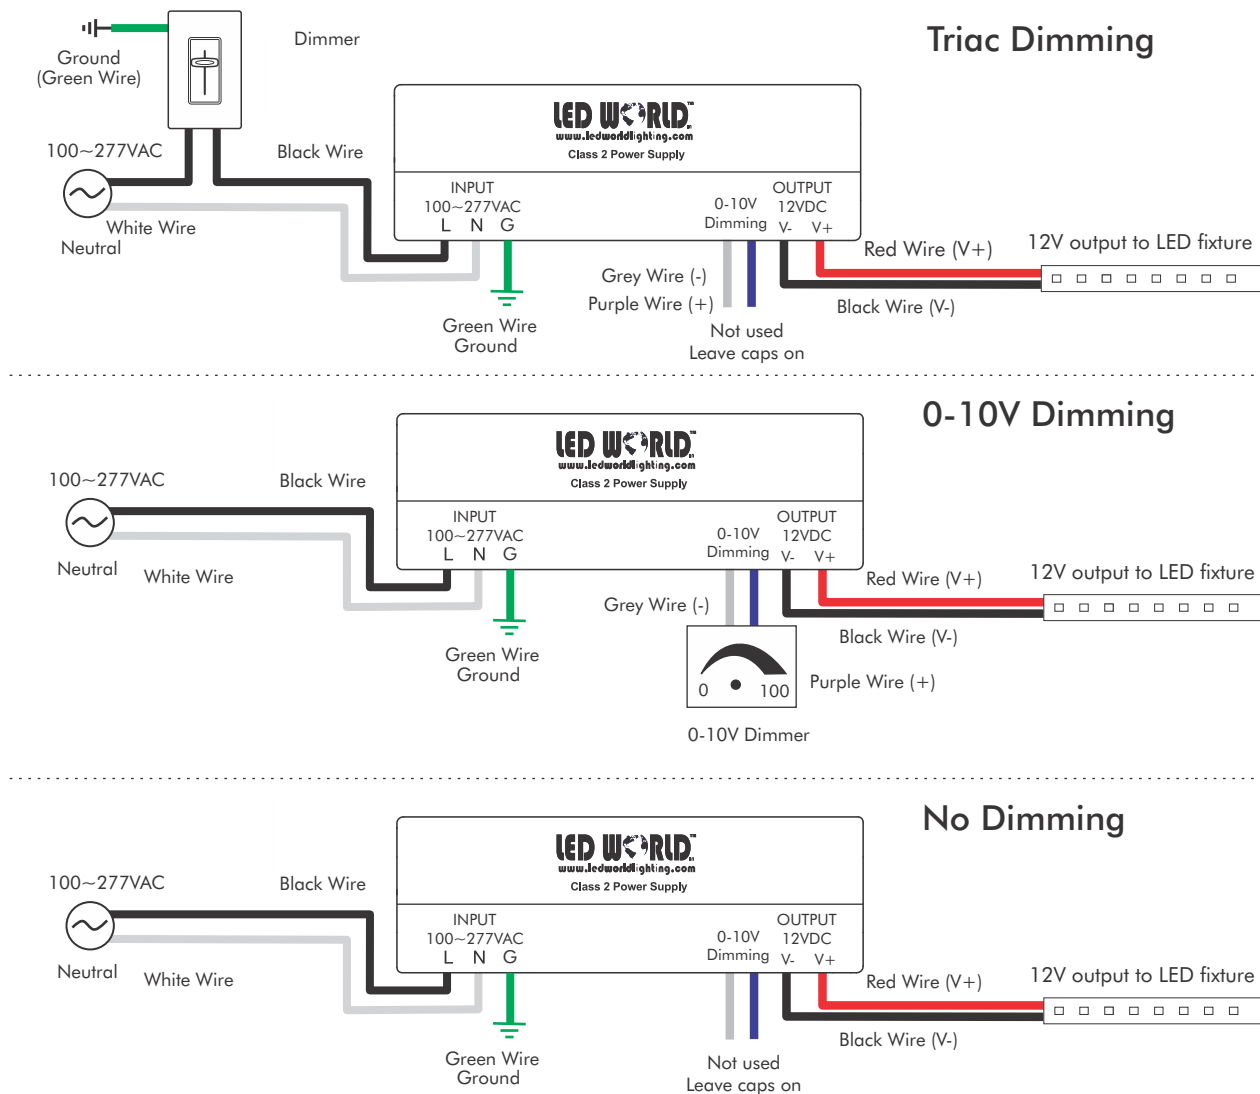 Triac Dimming
Dimmer
Ground
(Green Wire)
LED WORLD™
www.ledworldlighting.com
Class 2 Power Supply
100~277VAC
Black Wire
INPUT
100~277VAC
L N G
0-10V
Dimming
OUTPUT
12VDC
V- V+
White Wire
Neutral
Red Wire (V+)
12V output to LED fixture
Grey Wire (-)
Purple Wire (+)
Black Wire (V-)
Green Wire
Ground
Not used
Leave caps on
0-10V Dimming
LED WORLD™
www.ledworldlighting.com
Class 2 Power Supply
100~277VAC
Black Wire
INPUT
100~277VAC
L N G
0-10V
Dimming
OUTPUT
12VDC
V- V+
Neutral
White Wire
Red Wire (V+)
12V output to LED fixture
Grey Wire (-)
Black Wire (V-)
Green Wire
Ground
0 100
Purple Wire (+)
0-10V Dimmer
No Dimming
LED WORLD™
www.ledworldlighting.com
Class 2 Power Supply
100~277VAC
Black Wire
INPUT
100~277VAC
L N G
0-10V
Dimming
OUTPUT
12VDC
V- V+
Neutral
White Wire
Red Wire (V+)
12V output to LED fixture
Black Wire (V-)
Green Wire
Ground
Not used
Leave caps on